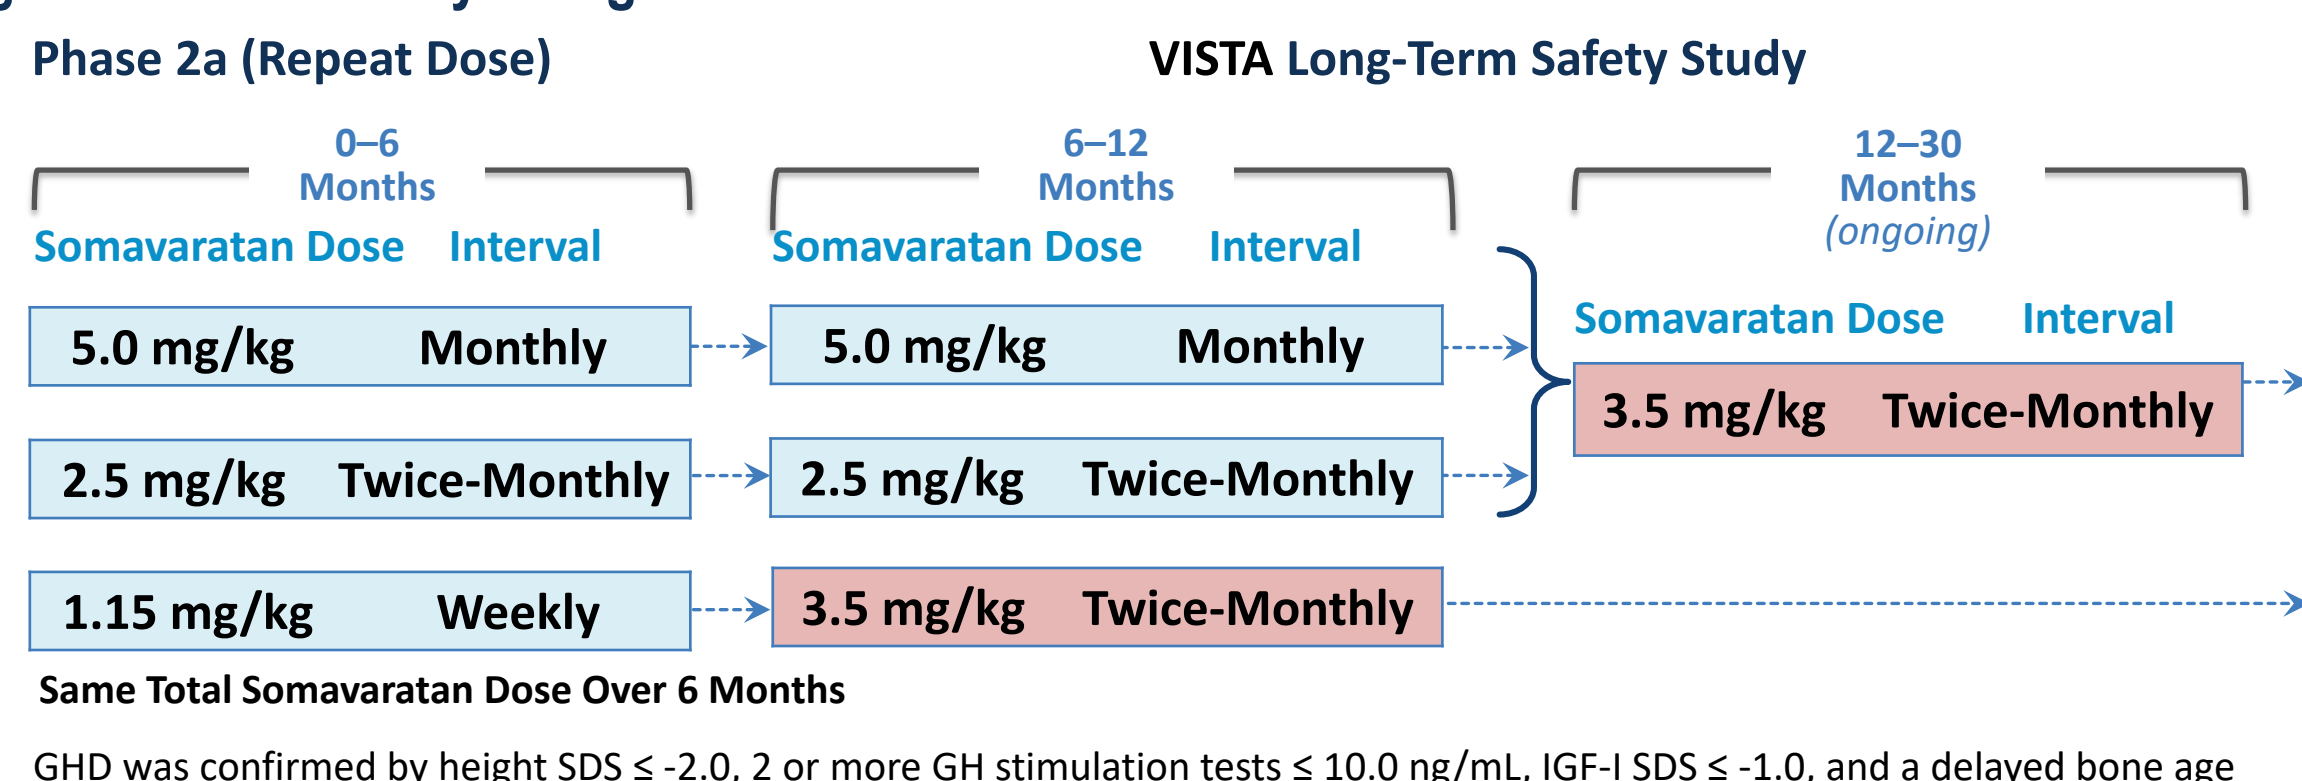 Phase 2a (Repeat Dose)
VISTA Long-Term Safety Study
0–6
Months
6–12
Months
12–30
Months
(ongoing)
Somavaratan Dose Interval
Somavaratan Dose Interval
Somavaratan Dose Interval
5.0 mg/kg Monthly
5.0 mg/kg Monthly
3.5 mg/kg Twice-Monthly
2.5 mg/kg Twice-Monthly
2.5 mg/kg Twice-Monthly
1.15 mg/kg Weekly
3.5 mg/kg Twice-Monthly
Same Total Somavaratan Dose Over 6 Months
GHD was confirmed by height SDS ≤ -2.0, 2 or more GH stimulation tests ≤ 10.0 ng/mL, IGF-I SDS ≤ -1.0, and a delayed bone age